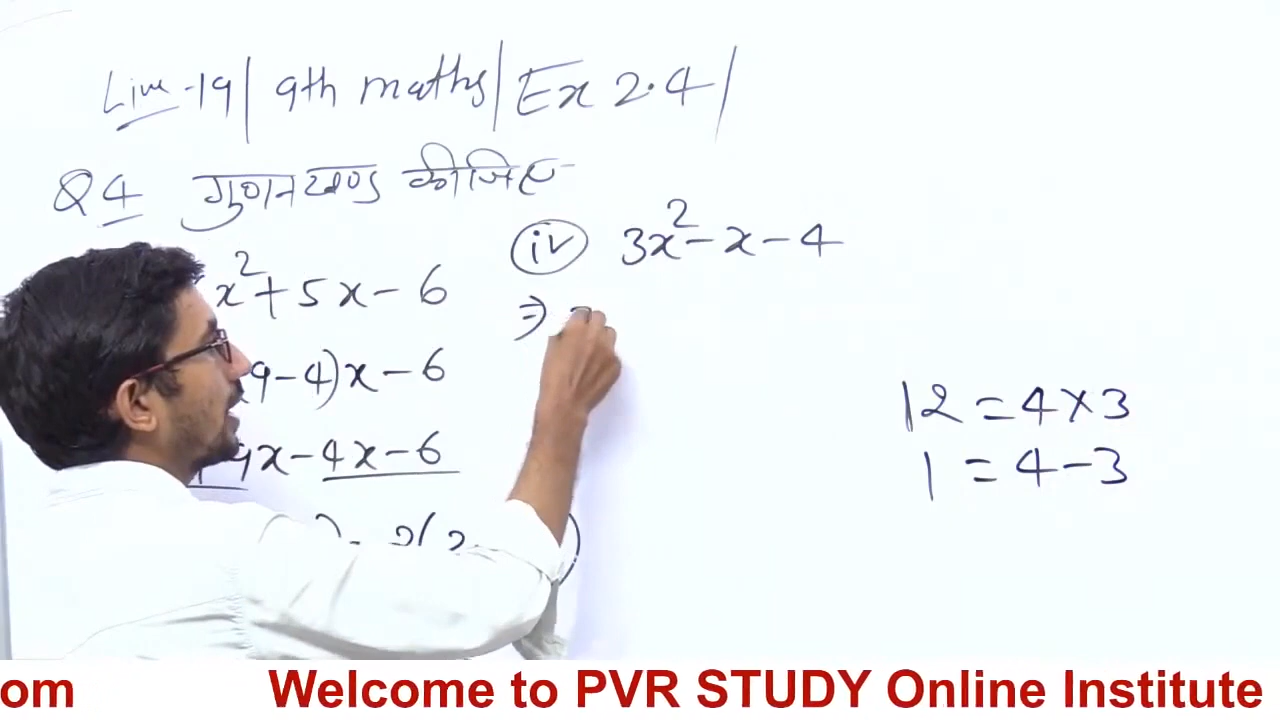 Live-19 | 9th maths | Ex 2.4 |
Q4 गुणनखण्ड कीजिए
x² + 5x - 6
9 - 4)x - 6
9x - 4x - 6
(iv) 3x² - x - 4
⇒
12 = 4 × 3
1 = 4 - 3
om Welcome to PVR STUDY Online Institute